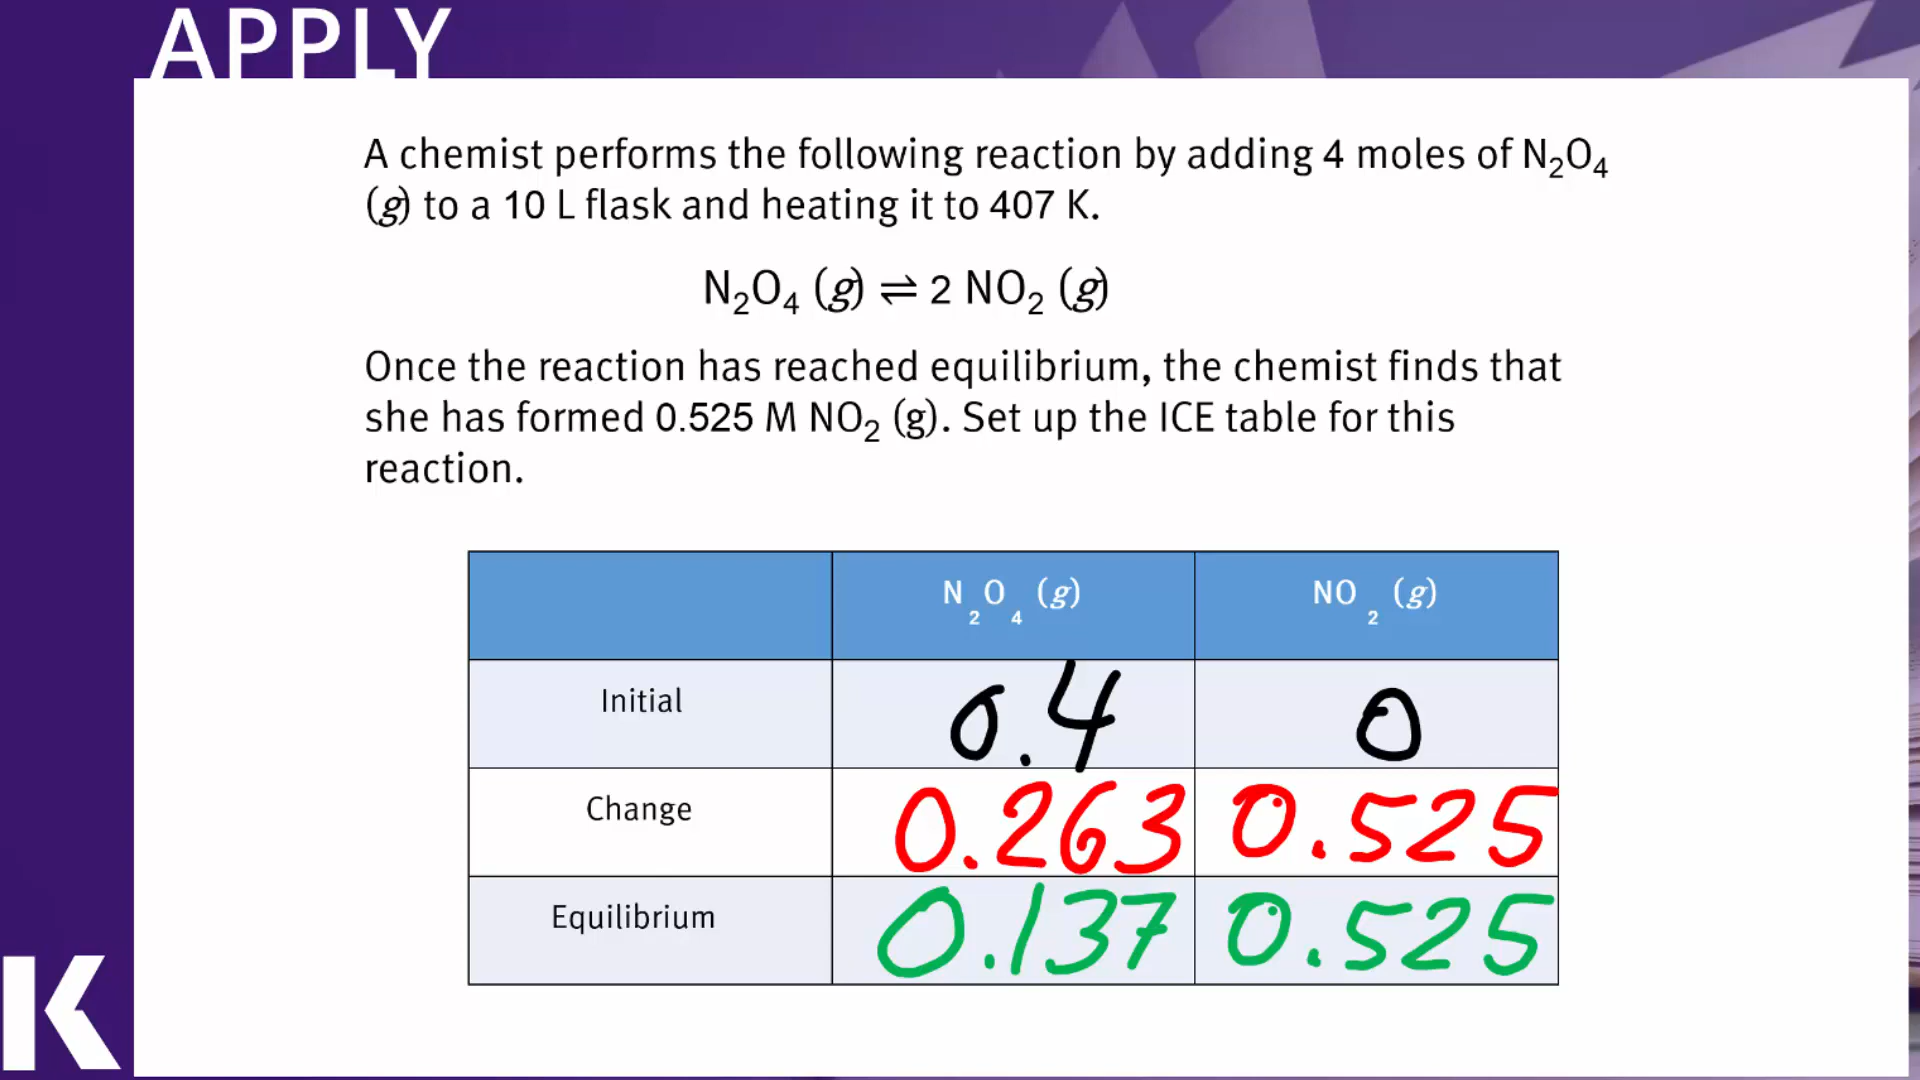 APPLY
A chemist performs the following reaction by adding 4 moles of N₂O₄
(g) to a 10 L flask and heating it to 407 K.
N₂O₄ (g) ⇌ 2 NO₂ (g)
Once the reaction has reached equilibrium, the chemist finds that
she has formed 0.525 M NO₂ (g). Set up the ICE table for this
reaction.
N₂O₄ (g) NO₂ (g)
Initial 0.4 0
Change 0.263 0.525
Equilibrium 0.137 0.525
K